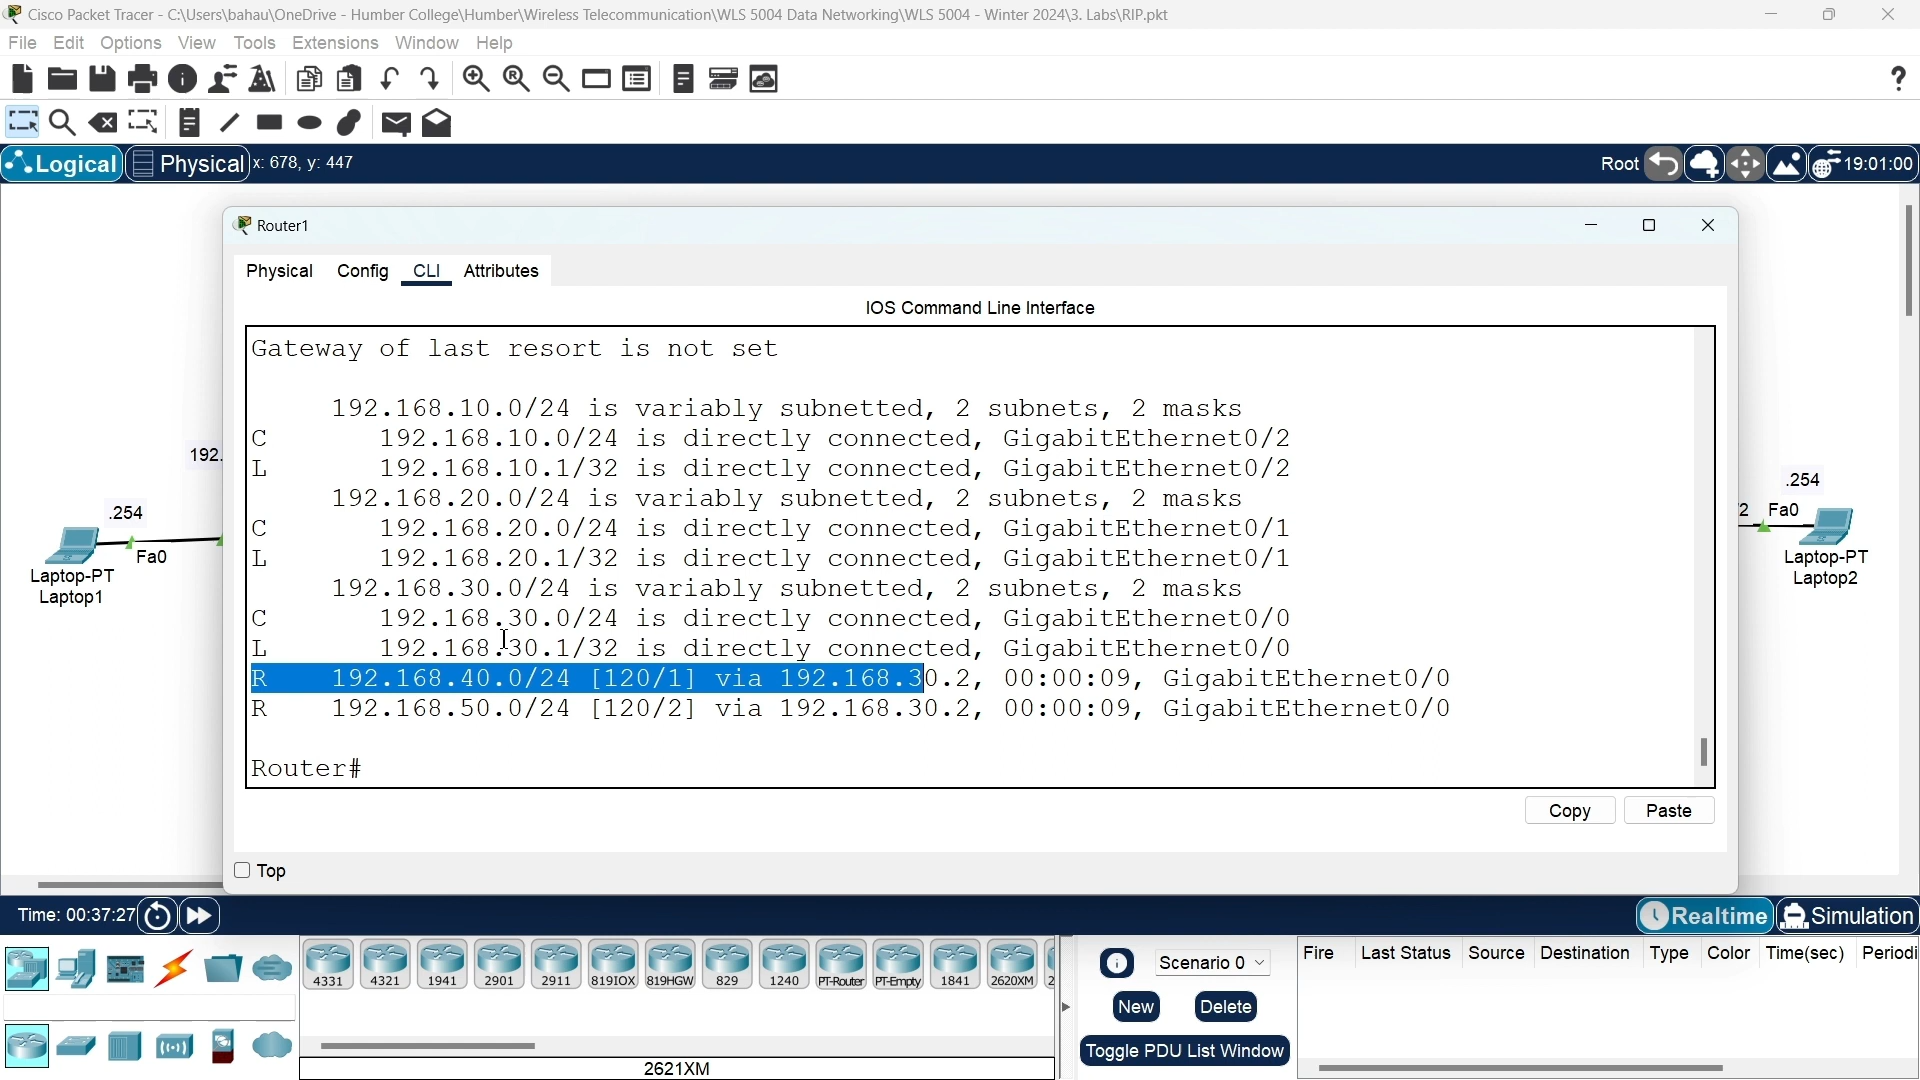 Cisco Packet Tracer - C:\Users\bahau\OneDrive - Humber College\Humber\Wireless Telecommunication\WLS 5004 Data Networking\WLS 5004 - Winter 2024\3. Labs\RIP.pkt
File Edit Options View Tools Extensions Window Help
Logical Physical x: 678, y: 447 Root 19:01:00
Router1
Physical Config CLI Attributes
IOS Command Line Interface
Gateway of last resort is not set
192.168.10.0/24 is variably subnetted, 2 subnets, 2 masks
C 192.168.10.0/24 is directly connected, GigabitEthernet0/2
L 192.168.10.1/32 is directly connected, GigabitEthernet0/2
192.168.20.0/24 is variably subnetted, 2 subnets, 2 masks
C 192.168.20.0/24 is directly connected, GigabitEthernet0/1
L 192.168.20.1/32 is directly connected, GigabitEthernet0/1
192.168.30.0/24 is variably subnetted, 2 subnets, 2 masks
C 192.168.30.0/24 is directly connected, GigabitEthernet0/0
L 192.168.30.1/32 is directly connected, GigabitEthernet0/0
R 192.168.40.0/24 [120/1] via 192.168.30.2, 00:00:09, GigabitEthernet0/0
R 192.168.50.0/24 [120/2] via 192.168.30.2, 00:00:09, GigabitEthernet0/0
Router#
Copy Paste
Top
192.
.254
Fa0
Laptop-PT
Laptop1
.254
2 Fa0
Laptop-PT
Laptop2
Time: 00:37:27 Realtime Simulation
4331 4321 1941 2901 2911 819IOX 819HGW 829 1240 PT-Router PT-Empty 1841 2620XM 2
2621XM
Scenario 0
New Delete
Toggle PDU List Window
Fire Last Status Source Destination Type Color Time(sec) Periodi